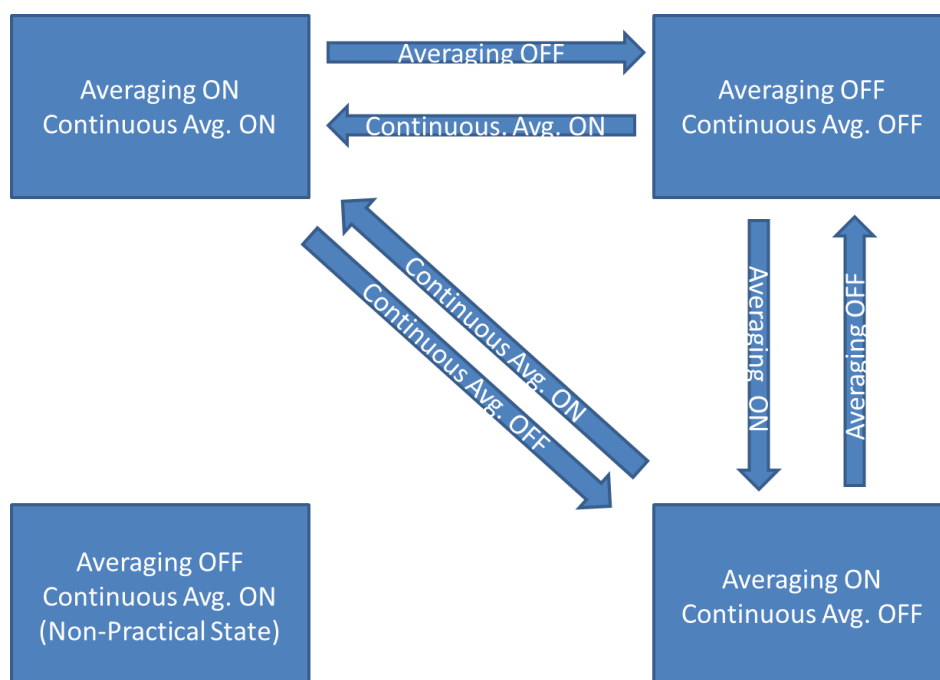 Averaging ON
Continuous Avg. ON
Averaging OFF
Continuous. Avg. ON
Averaging OFF
Continuous Avg. OFF
Continuous Avg. ON
Continuous Avg. OFF
Averaging ON
Averaging OFF
Averaging OFF
Continuous Avg. ON
(Non-Practical State)
Averaging ON
Continuous Avg. OFF